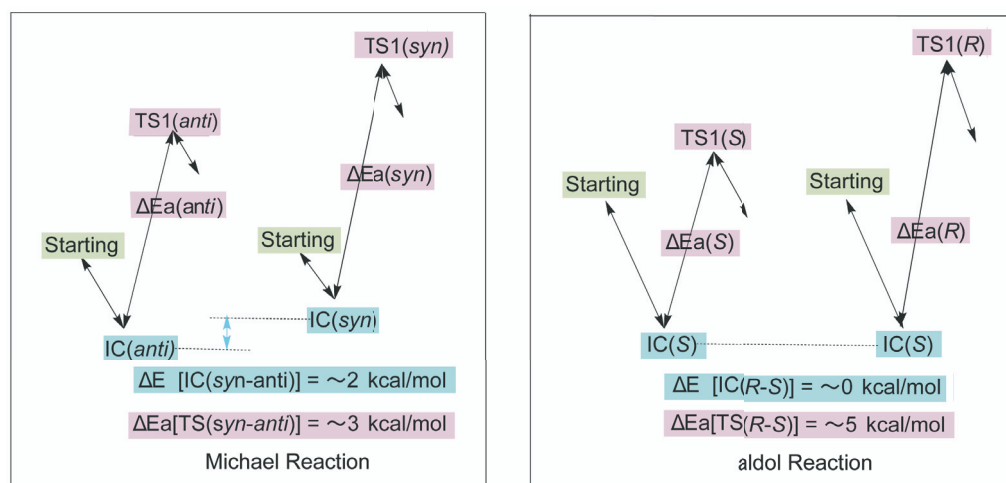 TS1(anti)
TS1(syn)
ΔEa(anti)
ΔEa(syn)
Starting
Starting
IC(anti)
IC(syn)
ΔE [IC(syn-anti)] = ～2 kcal/mol
ΔEa[TS(syn-anti)] = ～3 kcal/mol
Michael Reaction
TS1(S)
TS1(R)
Starting
Starting
ΔEa(S)
ΔEa(R)
IC(S)
IC(S)
ΔE [IC(R-S)] = ～0 kcal/mol
ΔEa[TS(R-S)] = ～5 kcal/mol
aldol Reaction